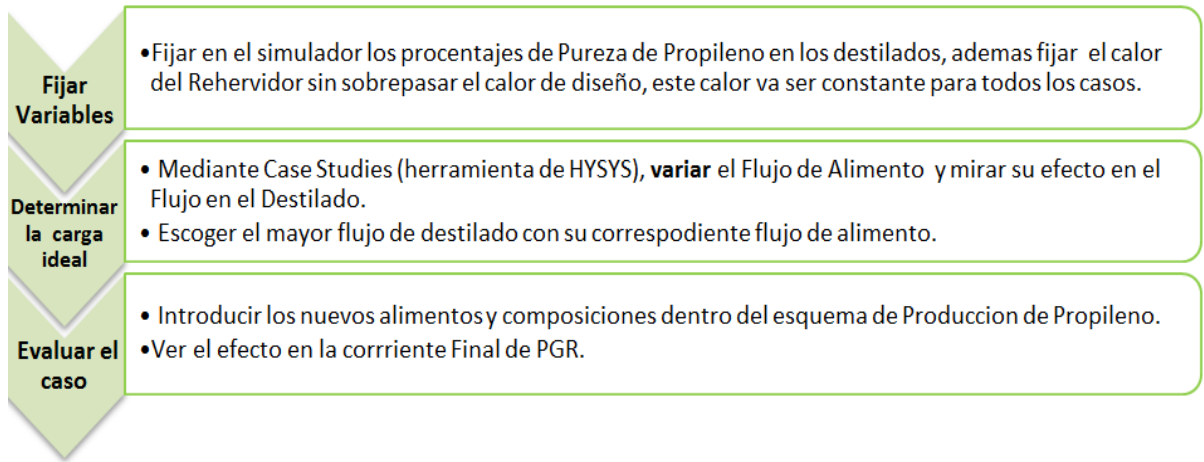 Fijar
Variables
•Fijar en el simulador los procentajes de Pureza de Propileno en los destilados, ademas fijar el calor
del Rehervidor sin sobrepasar el calor de diseño, este calor va ser constante para todos los casos.
Determinar
la carga
ideal
• Mediante Case Studies (herramienta de HYSYS), variar el Flujo de Alimento y mirar su efecto en el
Flujo en el Destilado.
• Escoger el mayor flujo de destilado con su correspodiente flujo de alimento.
Evaluar el
caso
• Introducir los nuevos alimentos y composiciones dentro del esquema de Produccion de Propileno.
•Ver el efecto en la corrriente Final de PGR.